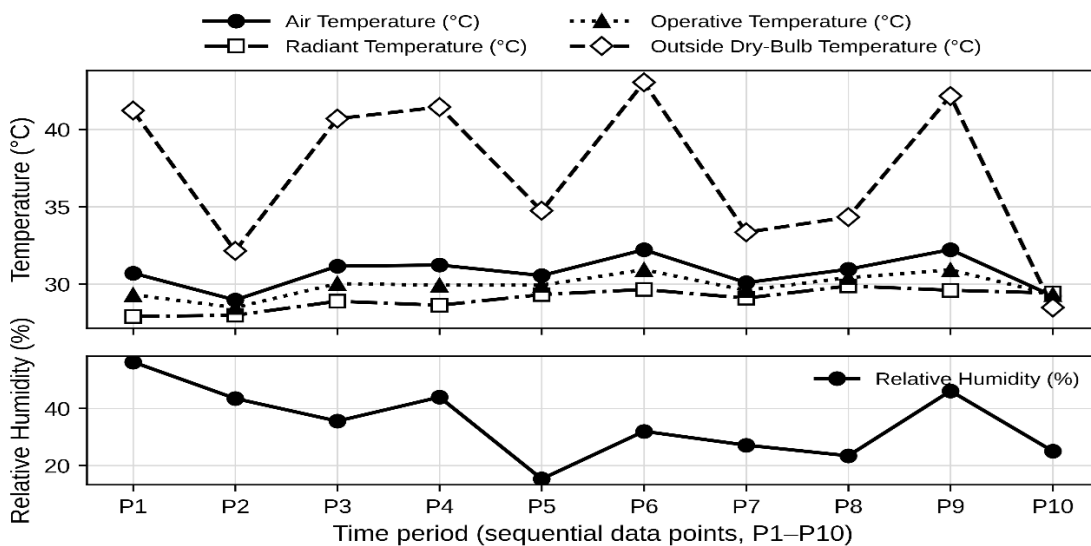 Air Temperature (°C)
Radiant Temperature (°C)
Operative Temperature (°C)
Outside Dry-Bulb Temperature (°C)
Temperature (°C)
40
35
30
Relative Humidity (%)
Relative Humidity (%)
40
20
P1 P2 P3 P4 P5 P6 P7 P8 P9 P10
Time period (sequential data points, P1–P10)